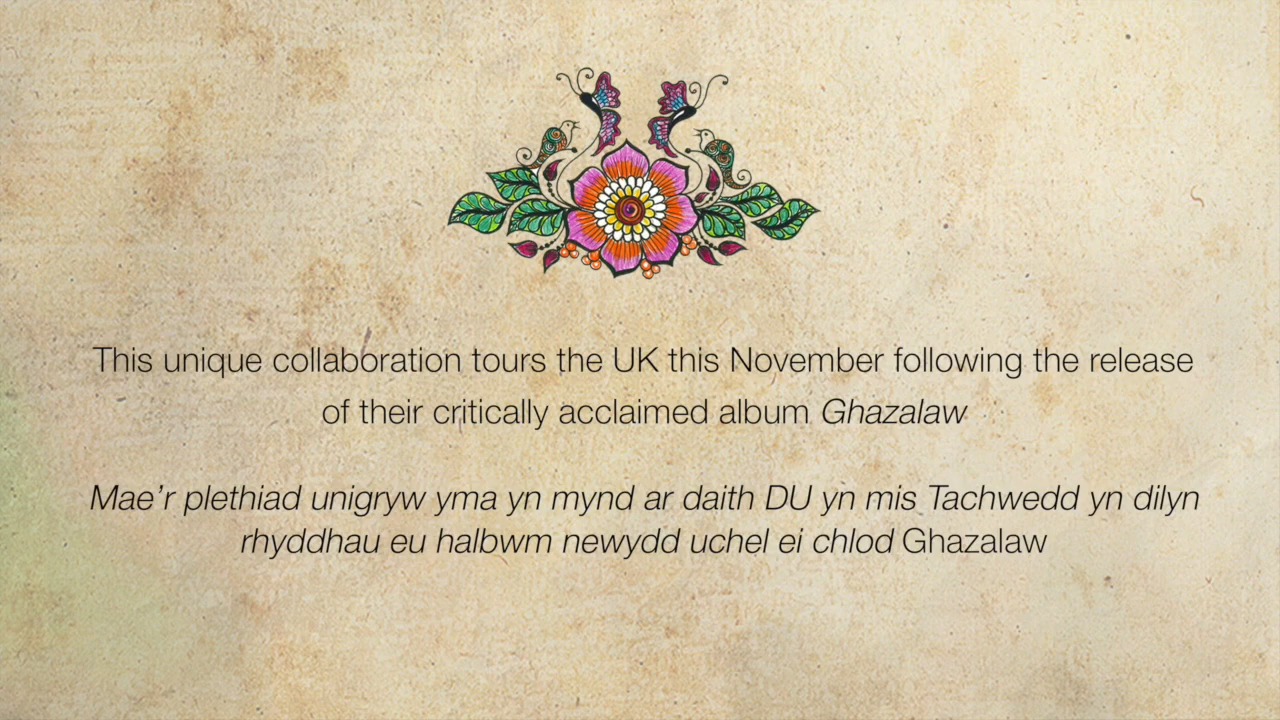 This unique collaboration tours the UK this November following the release
of their critically acclaimed album Ghazalaw
Mae’r plethiad unigryw yma yn mynd ar daith DU yn mis Tachwedd yn dilyn
rhyddhau eu halbwm newydd uchel ei chlod Ghazalaw